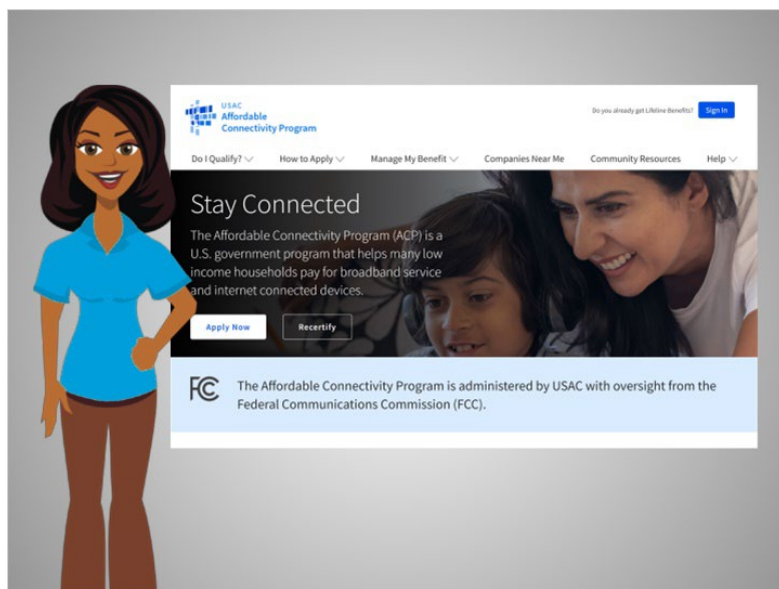 USAC
Affordable
Connectivity Program
Do you already get Lifeline Benefits?
Sign In
Do I Qualify?
How to Apply
Manage My Benefit
Companies Near Me
Community Resources
Help
Stay Connected
The Affordable Connectivity Program (ACP) is a
U.S. government program that helps many low
income households pay for broadband service
and internet connected devices.
Apply Now
Recertify
FCC
The Affordable Connectivity Program is administered by USAC with oversight from the
Federal Communications Commission (FCC).